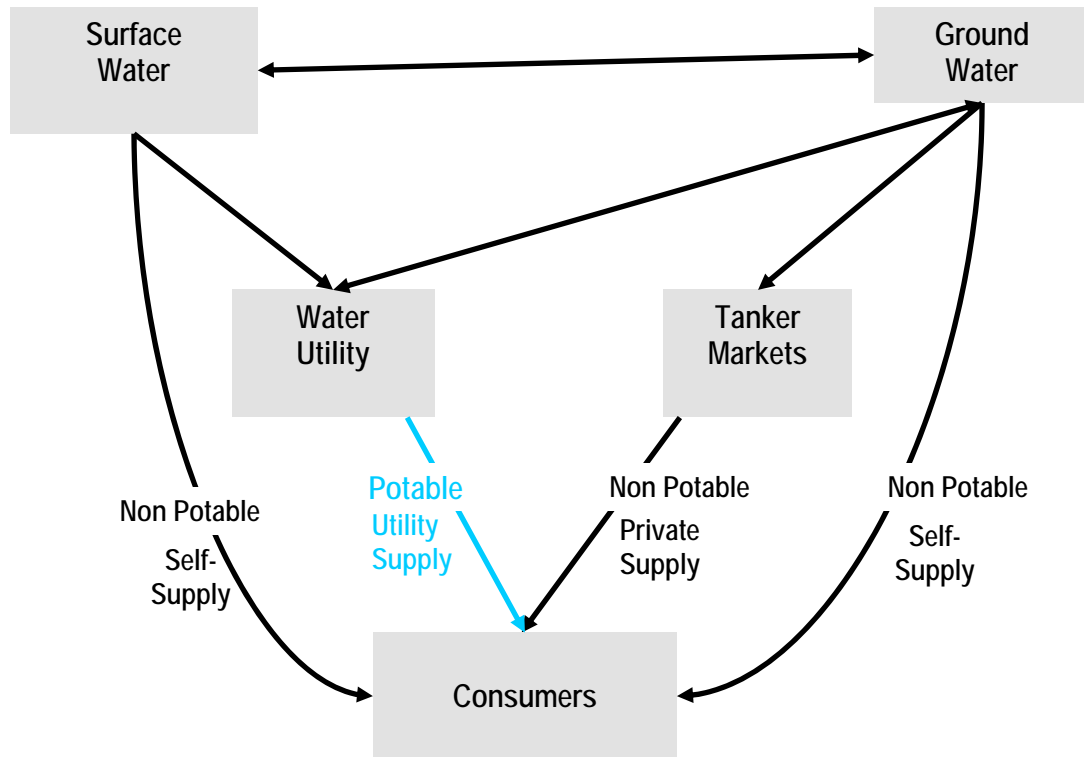 Surface
Water
Ground
Water
Water
Utility
Tanker
Markets
Non Potable
Self-
Supply
Potable
Utility
Supply
Non Potable
Private
Supply
Non Potable
Self-
Supply
Consumers